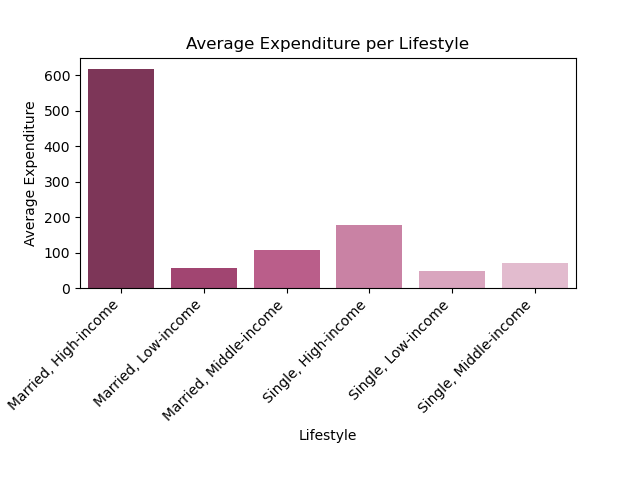 Average Expenditure per Lifestyle
Average Expenditure
600
500
400
300
200
100
0
Married, High-income
Married, Low-income
Married, Middle-income
Single, High-income
Single, Low-income
Single, Middle-income
Lifestyle